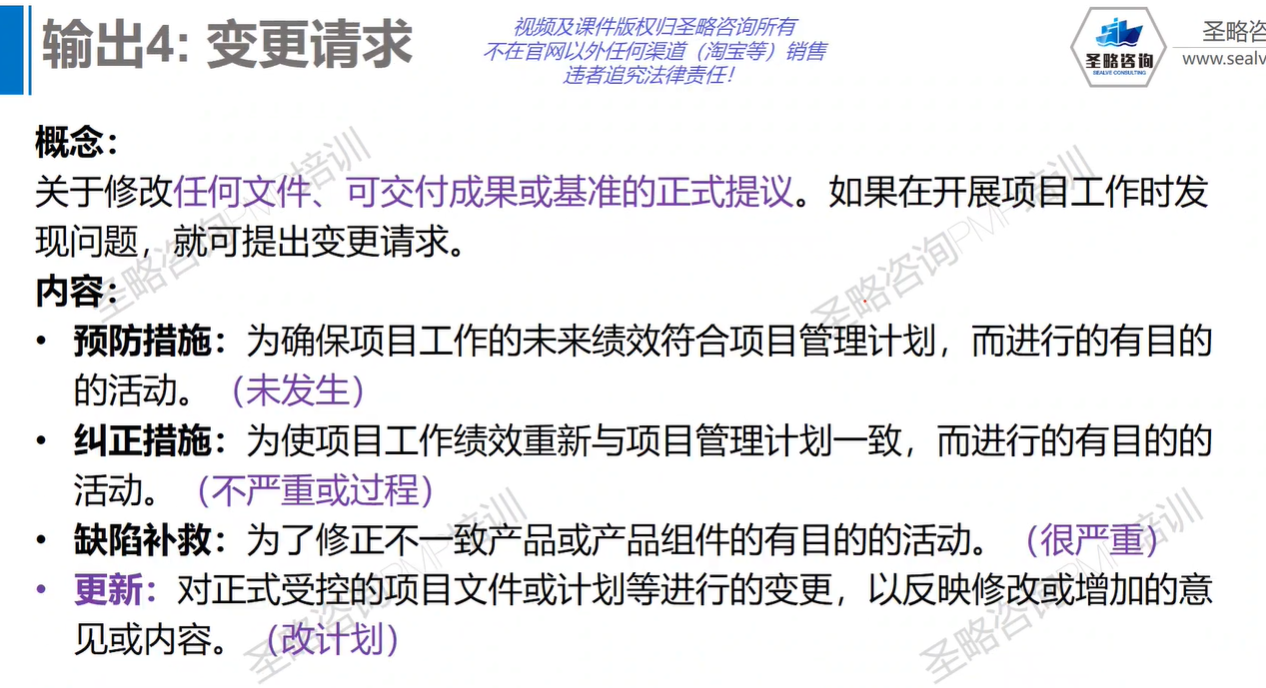 输出4: 变更请求
视频及课件版权归圣略咨询所有
不在官网以外任何渠道（淘宝等）销售
违者追究法律责任！
圣略咨询
SEALVE CONSULTING
圣略咨
www.sealv
概念：
关于修改任何文件、可交付成果或基准的正式提议。如果在开展项目工作时发
现问题，就可提出变更请求。
内容：
• 预防措施：为确保项目工作的未来绩效符合项目管理计划，而进行的有目的
的活动。（未发生）
• 纠正措施：为使项目工作绩效重新与项目管理计划一致，而进行的有目的的
活动。（不严重或过程）
• 缺陷补救：为了修正不一致产品或产品组件的有目的的活动。（很严重）
• 更新：对正式受控的项目文件或计划等进行的变更，以反映修改或增加的意
见或内容。（改计划）
圣略咨询PMP培训
圣略咨询PMP培训
圣略咨询PMP培训
圣略咨询PMP培训